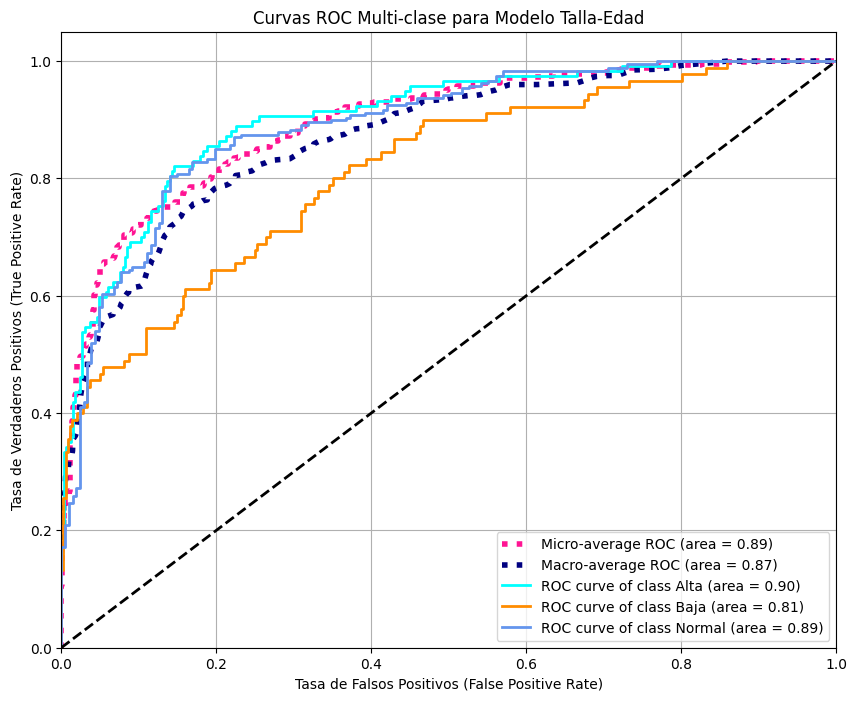 Curvas ROC Multi-clase para Modelo Talla-Edad
Tasa de Verdaderos Positivos (True Positive Rate)
1.0
0.8
0.6
0.4
0.2
0.0
Micro-average ROC (area = 0.89)
Macro-average ROC (area = 0.87)
ROC curve of class Alta (area = 0.90)
ROC curve of class Baja (area = 0.81)
ROC curve of class Normal (area = 0.89)
0.0 0.2 0.4 0.6 0.8 1.0
Tasa de Falsos Positivos (False Positive Rate)